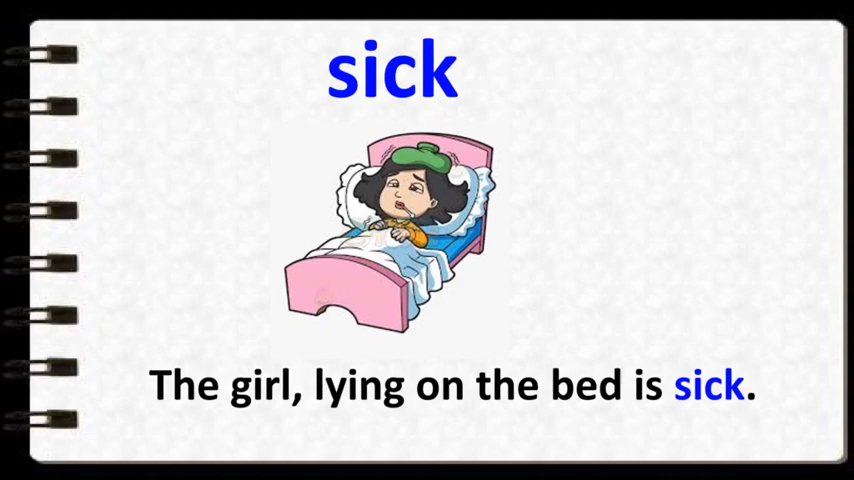 sick
The girl, lying on the bed is sick.